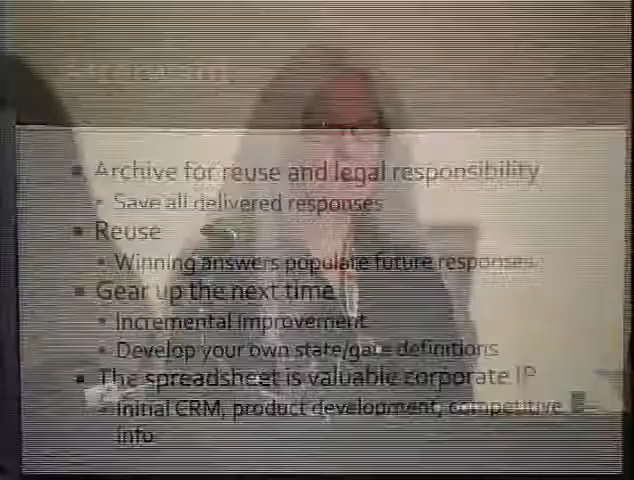 Archive for reuse and legal responsibility
Save all delivered responses
Reuse
Winning answers populate future responses
Gear up the next time
Incremental improvement
Develop your own state/gate definitions
The spreadsheet is valuable corporate IP
Initial CRM, product development, competitive
info